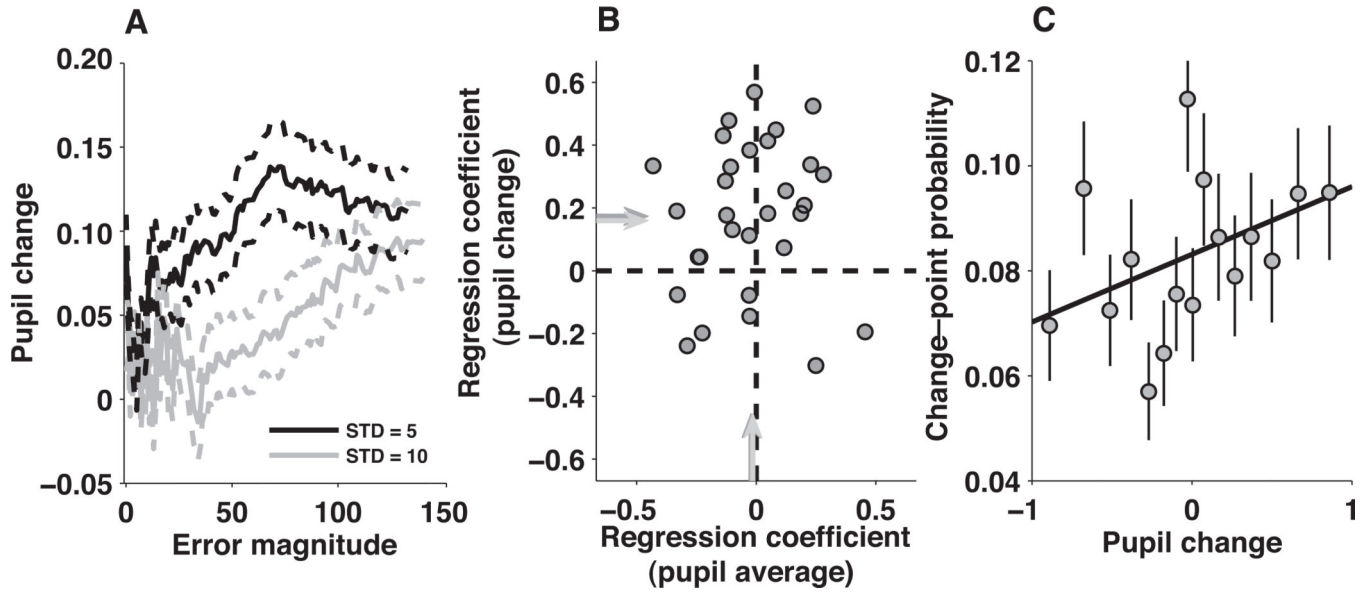 A
Pupil change
0.20
0.15
0.10
0.05
0
−0.05
0
50
100
150
Error magnitude
STD = 5
STD = 10
B
Regression coefficient
(pupil change)
0.6
0.4
0.2
0
−0.2
−0.4
−0.6
−0.5
0
0.5
Regression coefficient
(pupil average)
C
Change−point probability
0.12
0.10
0.08
0.06
0.04
−1
0
1
Pupil change